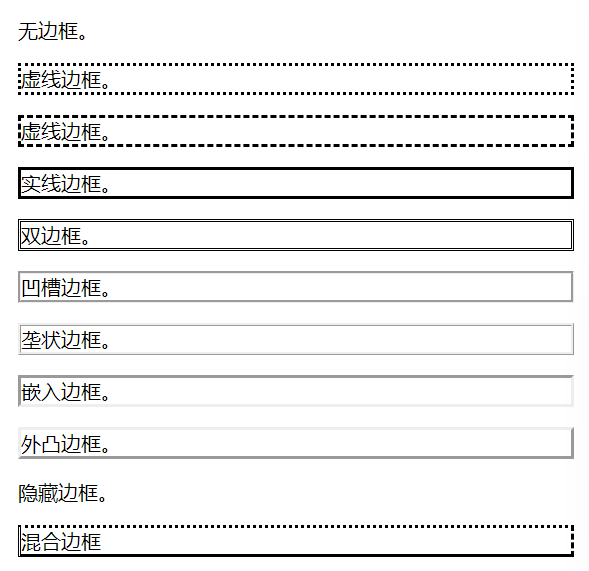 无边框。
虚线边框。
虚线边框。
实线边框。
双边框。
凹槽边框。
垄状边框。
嵌入边框。
外凸边框。
隐藏边框。
混合边框